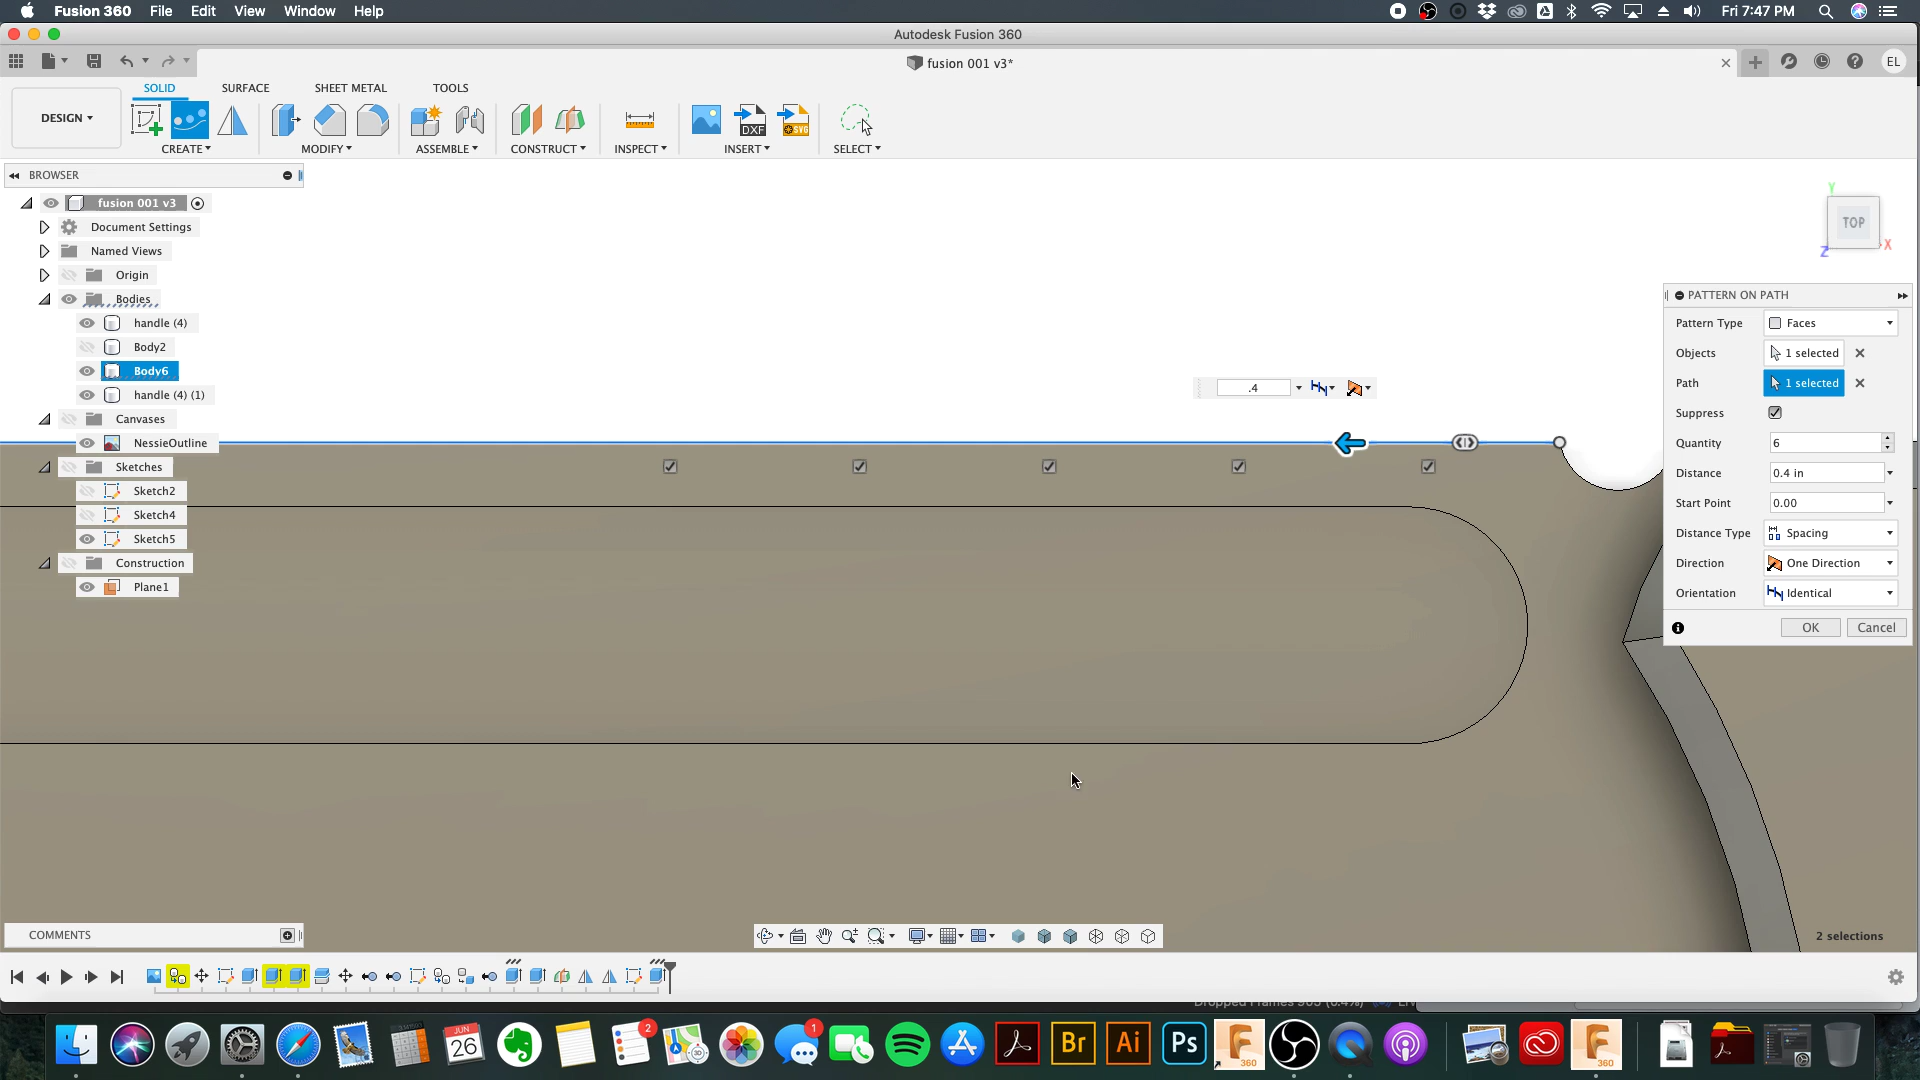 Fusion 360 File Edit View Window Help Fri 7:47 PM
Autodesk Fusion 360
fusion 001 v3*
EL
SOLID SURFACE SHEET METAL TOOLS
DESIGN
DXF SVG
CREATE MODIFY ASSEMBLE CONSTRUCT INSPECT INSERT SELECT
BROWSER
fusion 001 v3
Document Settings
Named Views
Origin
Bodies
handle (4)
Body2
Body6
handle (4) (1)
Canvases
NessieOutline
Sketches
Sketch2
Sketch4
Sketch5
Construction
Plane1
Y
TOP
X
Z
.4
PATTERN ON PATH
Pattern Type Faces
Objects 1 selected
Path 1 selected
Suppress
Quantity 6
Distance 0.4 in
Start Point 0.00
Distance Type Spacing
Direction One Direction
Orientation Identical
OK Cancel
COMMENTS
2 selections
JUN
26
2
3D
1
Br
Ai
Ps
360
360